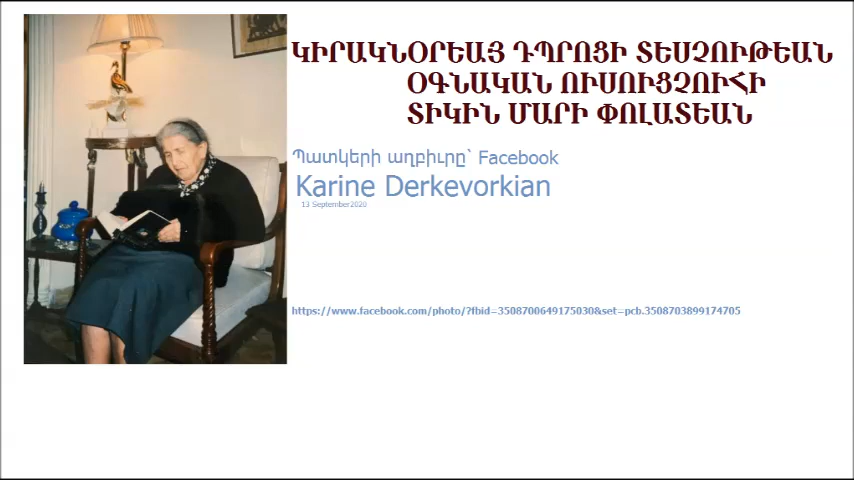 ԿԻՐԱԿՆՕՐԵԱՅ ԴՊՐՈՑԻ ՏԵՍՉՈՒԹԵԱՆ
ՕԳՆԱԿԱՆ ՈՒՍՈՒՑՉՈՒՀԻ
ՏԻԿԻՆ ՄԱՐԻ ՓՈԼԱՏԵԱՆ
Պատկերի աղբիւրը՝ Facebook
Karine Derkevorkian
13 September2020
https://www.facebook.com/photo/?fbid=3508700649175030&set=pcb.3508703899174705